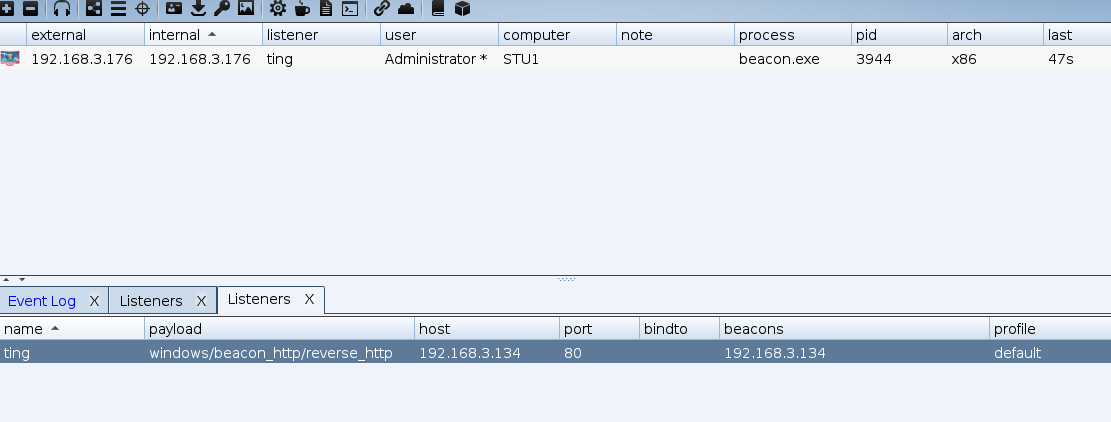 external internal listener user computer note process pid arch last
192.168.3.176 192.168.3.176 ting Administrator * STU1 beacon.exe 3944 x86 47s
Event Log X Listeners X Listeners X
name payload host port bindto beacons profile
ting windows/beacon_http/reverse_http 192.168.3.134 80 192.168.3.134 default